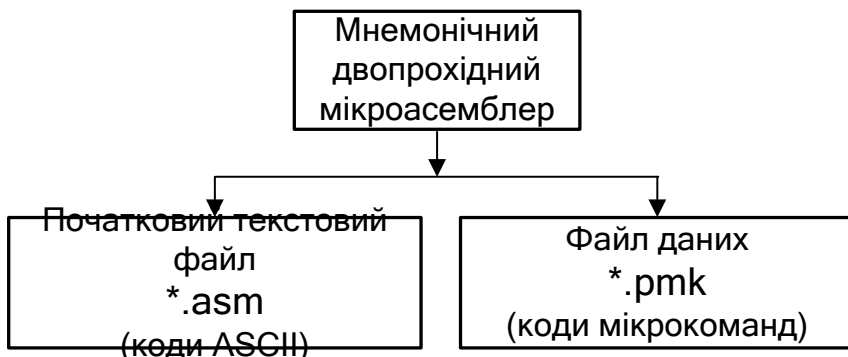 Мнемонічний
двопрохідний
мікроасемблер
Початковий текстовий
файл
*.asm
(коди ASCII)
Файл даних
*.pmk
(коди мікрокоманд)